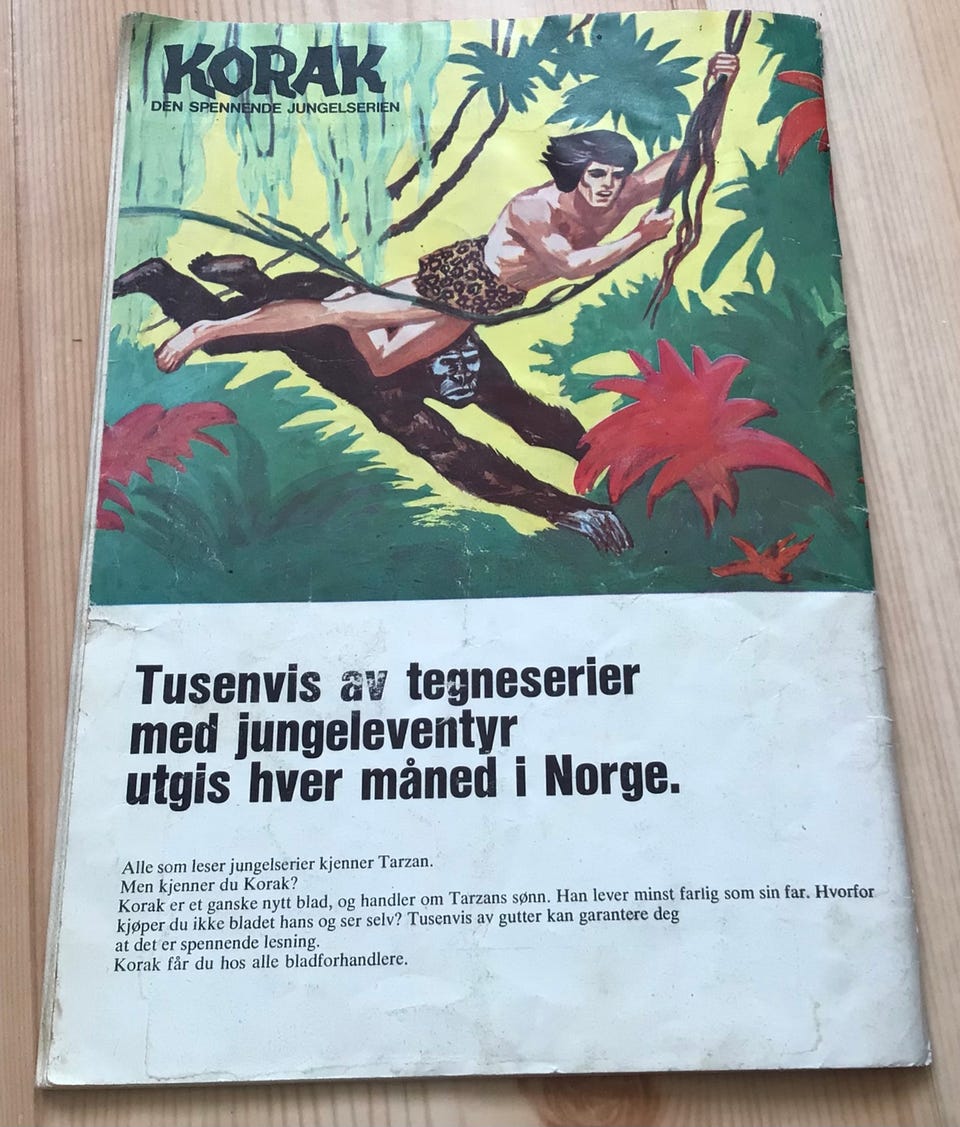 KORAK
DEN SPENNENDE JUNGELSERIEN
Tusenvis av tegneserier
med jungeleventyr
utgis hver måned i Norge.
Alle som leser jungelserier kjenner Tarzan.
Men kjenner du Korak?
Korak er et ganske nytt blad, og handler om Tarzans sønn. Han lever minst farlig som sin far. Hvorfor
kjøper du ikke bladet hans og ser selv? Tusenvis av gutter kan garantere deg
at det er spennende lesning.
Korak får du hos alle bladforhandlere.